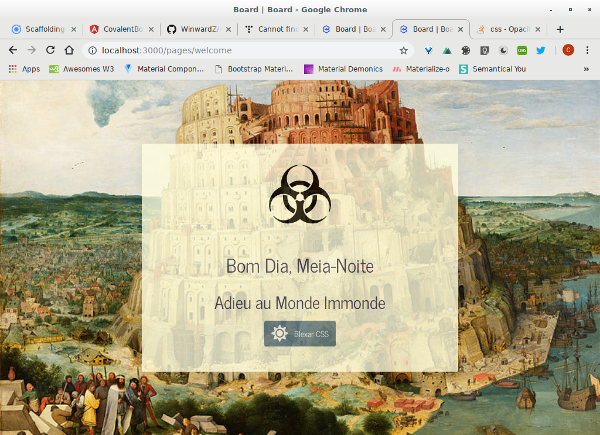 Board | Board - Google Chrome
Scaffolding
CovalentBo
WinwardZ
Cannot find
Board | Bo
Board | Bo
css - Opaci
localhost:3000/pages/welcome
Apps
Awesomes W3
Material Compon...
Bootstrap Materi...
Material Demonics
Materialize-o
Semantical You
Bom Dia, Meia-Noite
Adieu au Monde Immonde
Blexar CSS